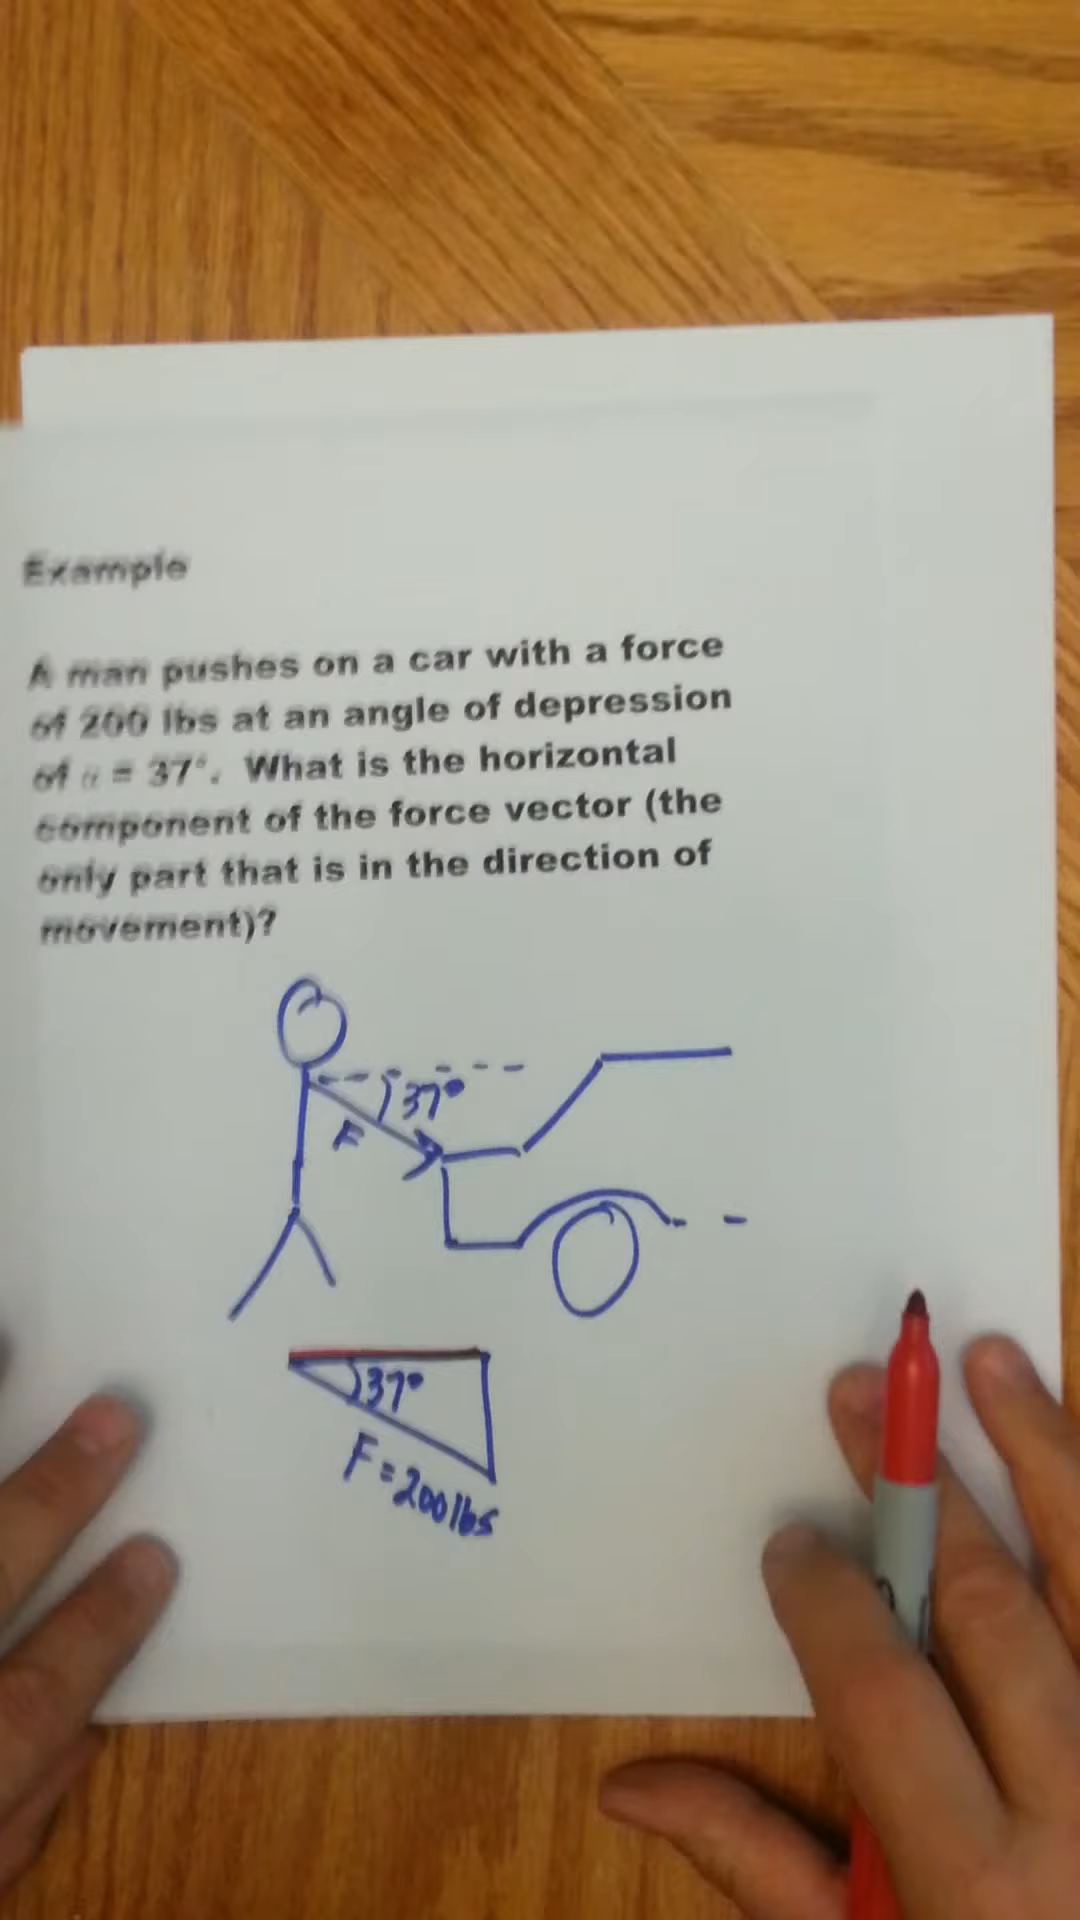 Example
A man pushes on a car with a force
of 200 lbs at an angle of depression
of α = 37°. What is the horizontal
component of the force vector (the
only part that is in the direction of
movement)?
37°
F
37°
F = 200 lbs